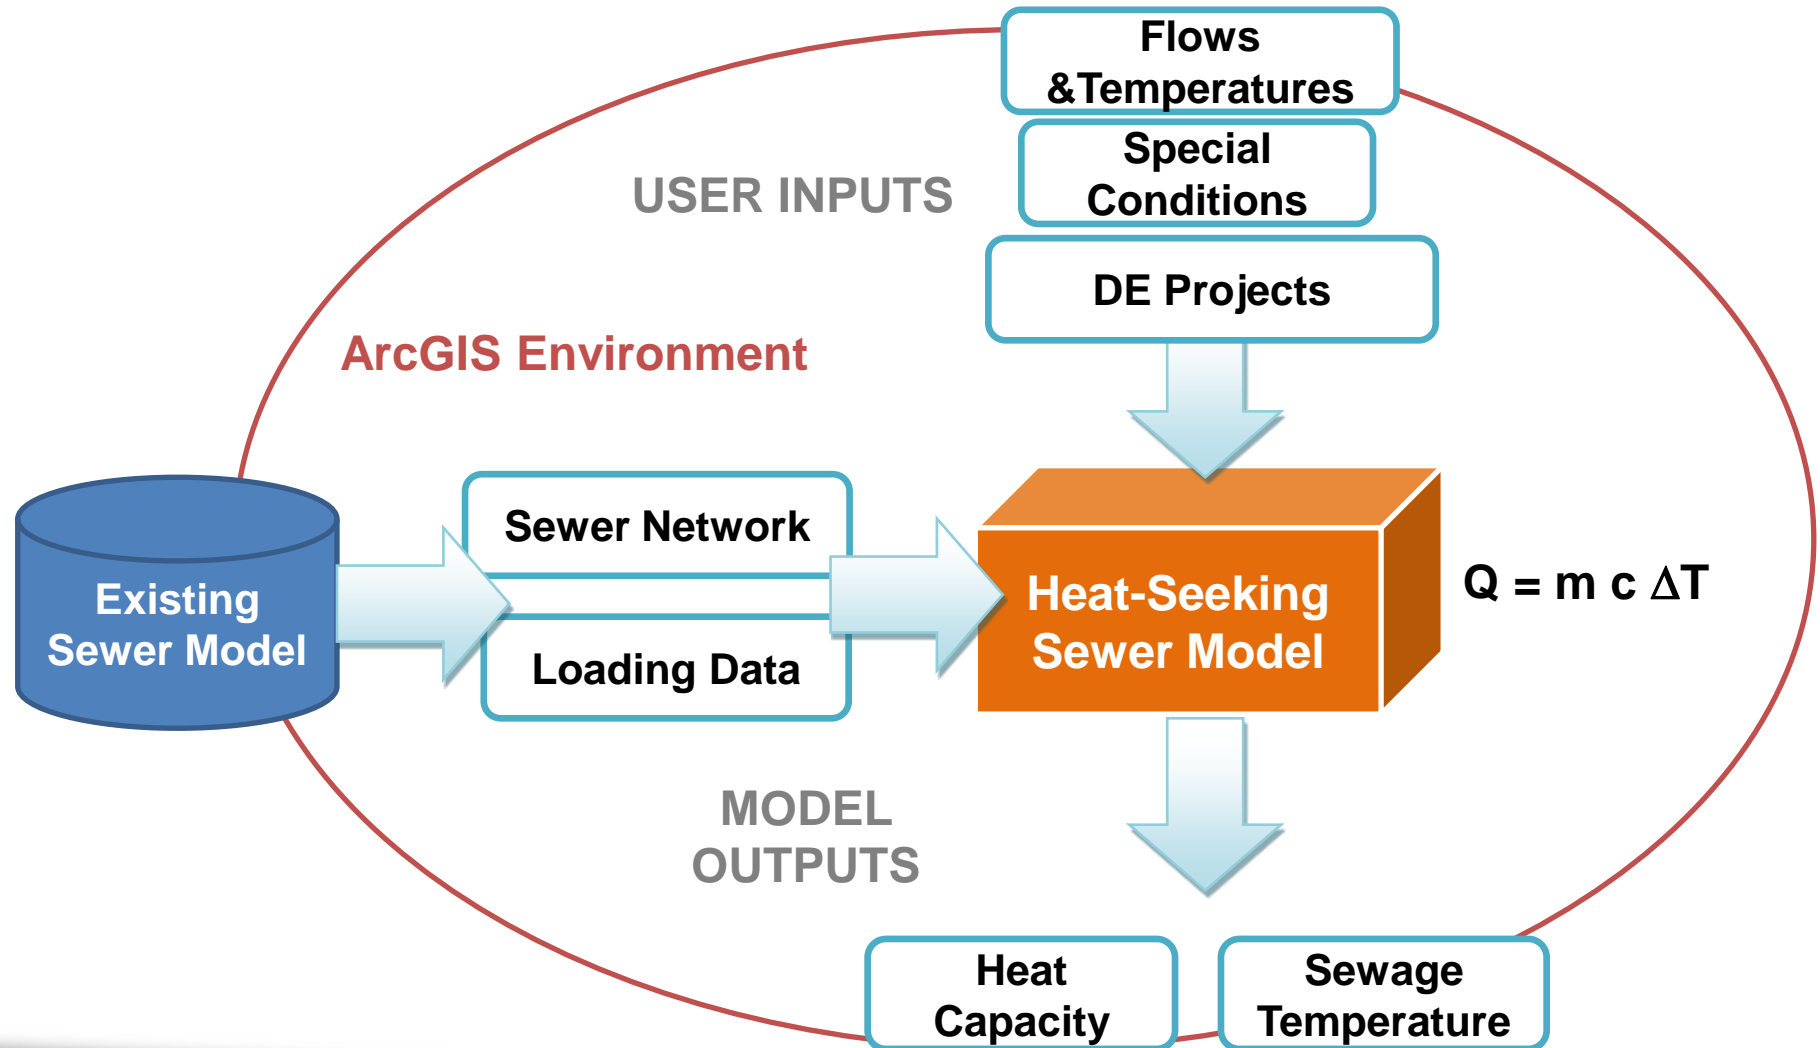 Flows
&Temperatures
Special
Conditions
USER INPUTS
DE Projects
ArcGIS Environment
Existing
Sewer Model
Sewer Network
Loading Data
Heat-Seeking
Sewer Model
Q = m c ΔT
MODEL
OUTPUTS
Heat
Capacity
Sewage
Temperature